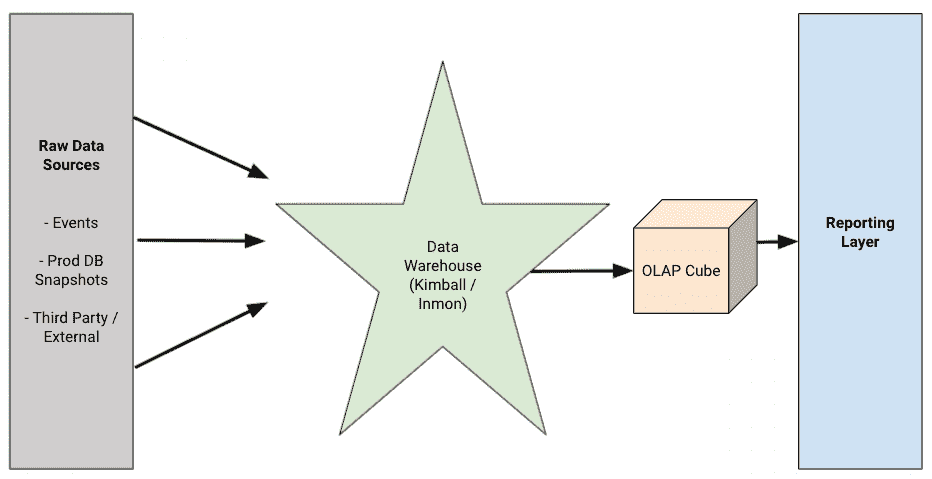 Raw Data
Sources
- Events
- Prod DB
Snapshots
- Third Party /
External
Data
Warehouse
(Kimball /
Inmon)
OLAP Cube
Reporting
Layer